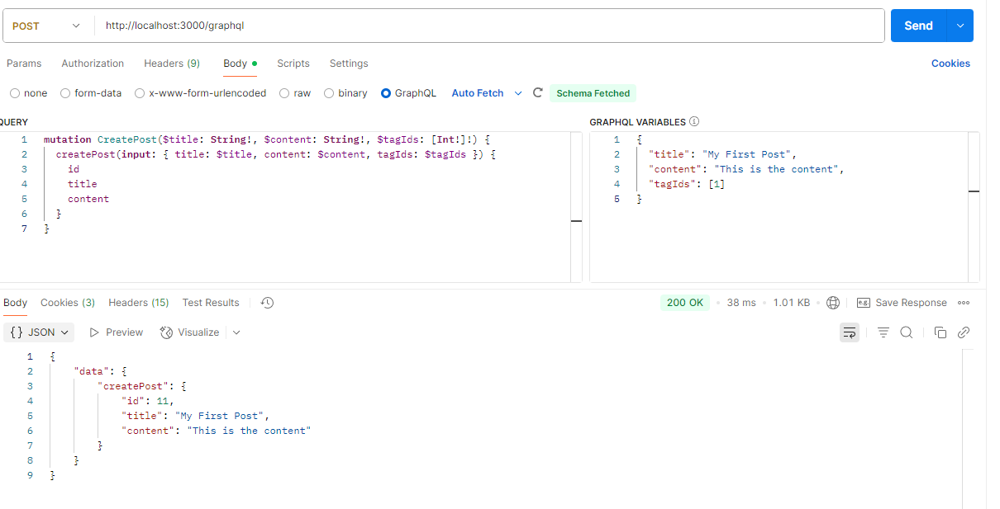 POST http://localhost:3000/graphql Send
Params Authorization Headers (9) Body Scripts Settings Cookies
none form-data x-www-form-urlencoded raw binary GraphQL Auto Fetch Schema Fetched
QUERY
1 mutation CreatePost($title: String!, $content: String!, $tagIds: [Int!]!) {
2 createPost(input: { title: $title, content: $content, tagIds: $tagIds }) {
3 id
4 title
5 content
6 }
7 }
GRAPHQL VARIABLES
1 {
2 "title": "My First Post",
3 "content": "This is the content",
4 "tagIds": [1]
5 }
Body Cookies (3) Headers (15) Test Results 200 OK • 38 ms • 1.01 KB • e.g. Save Response
{} JSON Preview Visualize
1 {
2 "data": {
3 "createPost": {
4 "id": 11,
5 "title": "My First Post",
6 "content": "This is the content"
7 }
8 }
9 }